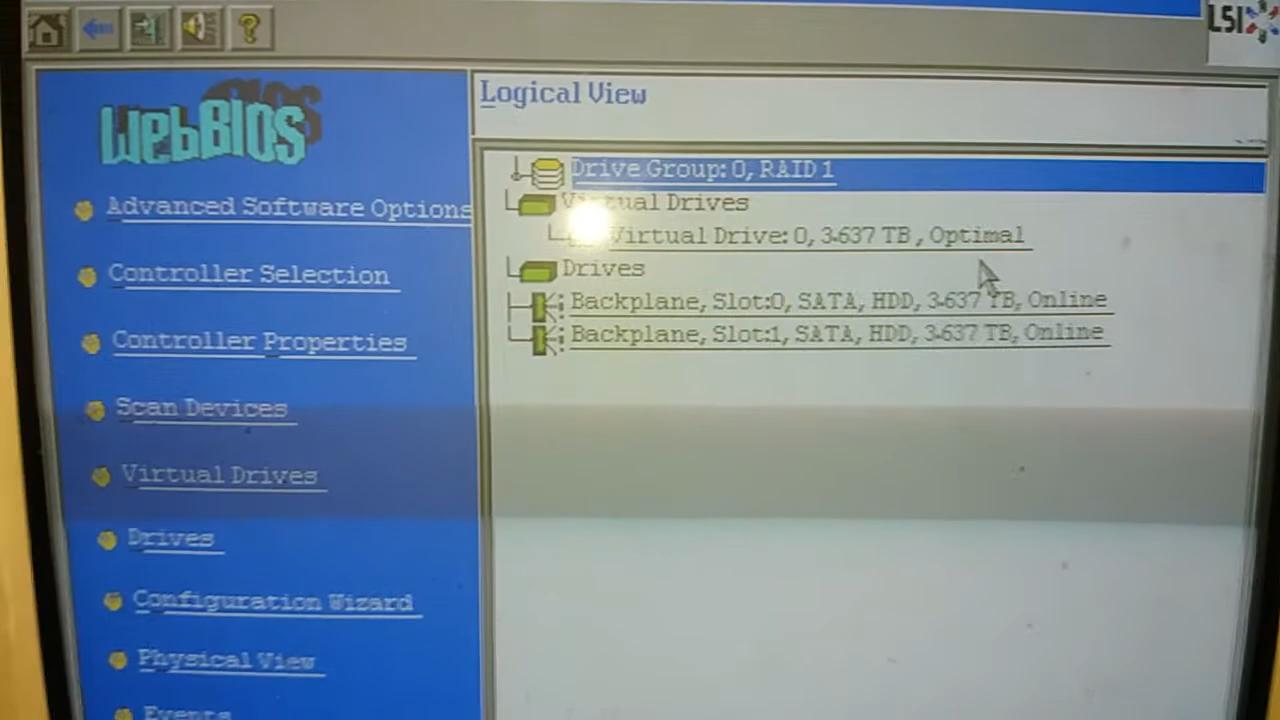 LSI
WebBIOS
Advanced Software Options
Controller Selection
Controller Properties
Scan Devices
Virtual Drives
Drives
Configuration Wizard
Physical View
Events
Logical View
Drive Group: 0, RAID 1
Virtual Drives
Virtual Drive: 0, 3.637 TB , Optimal
Drives
Backplane, Slot:0, SATA, HDD, 3.637 TB, Online
Backplane, Slot:1, SATA, HDD, 3.637 TB, Online